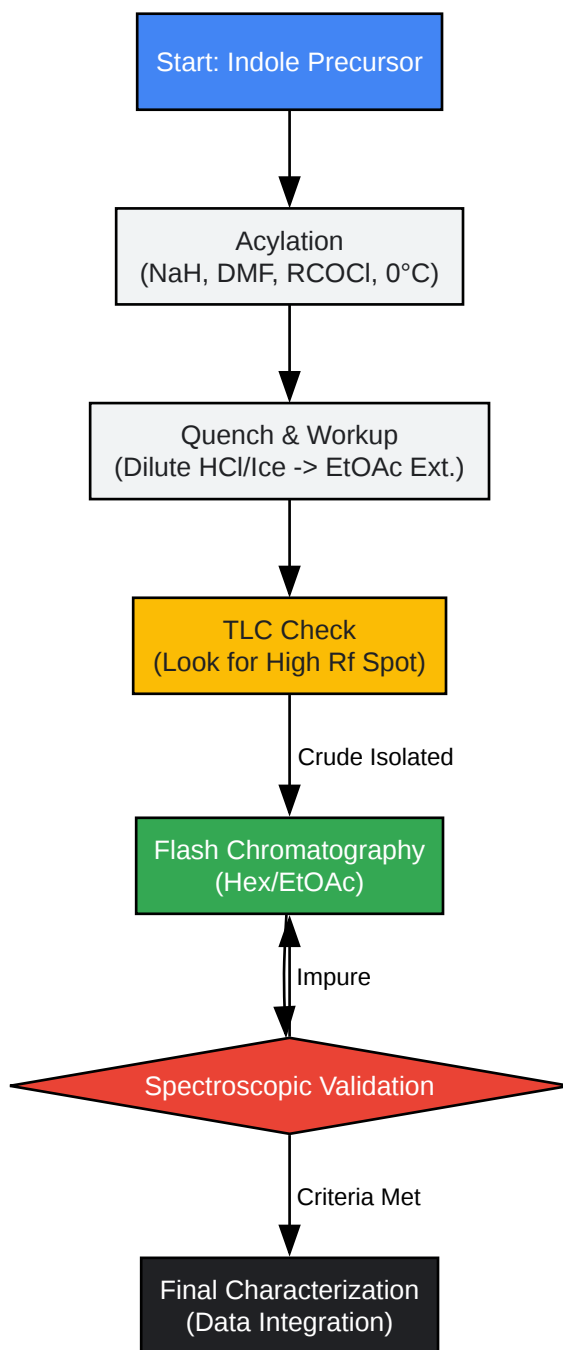 Start: Indole Precursor
Acylation
(NaH, DMF, RCOCl, 0°C)
Quench & Workup
(Dilute HCl/Ice -> EtOAc Ext.)
TLC Check
(Look for High Rf Spot)
Crude Isolated
Flash Chromatography
(Hex/EtOAc)
Impure
Spectroscopic Validation
Criteria Met
Final Characterization
(Data Integration)